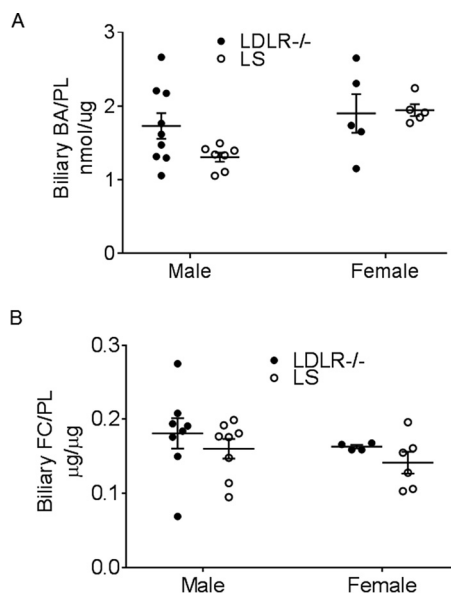 A
LDLR-/-
LS
Biliary BA/PL
nmol/ug
3
2
1
0
Male
Female
B
LDLR-/-
LS
Biliary FC/PL
µg/µg
0.3
0.2
0.1
0.0
Male
Female